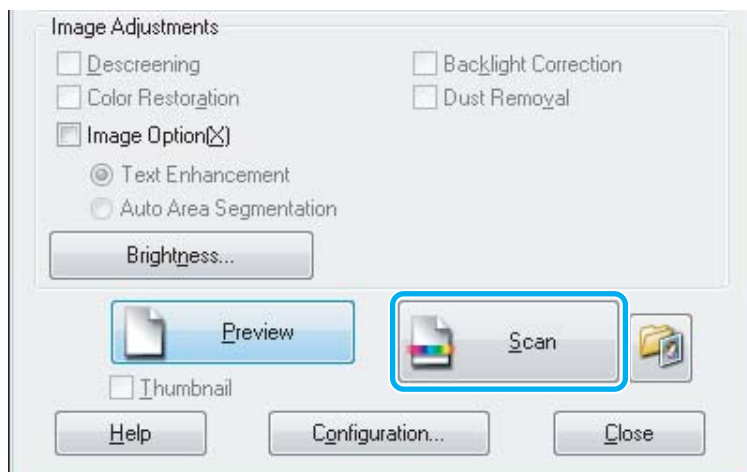 Image Adjustments
Descreening Backlight Correction
Color Restoration Dust Removal
Image Option(X)
Text Enhancement
Auto Area Segmentation
Brightness...
Preview Scan
Thumbnail
Help Configuration... Close